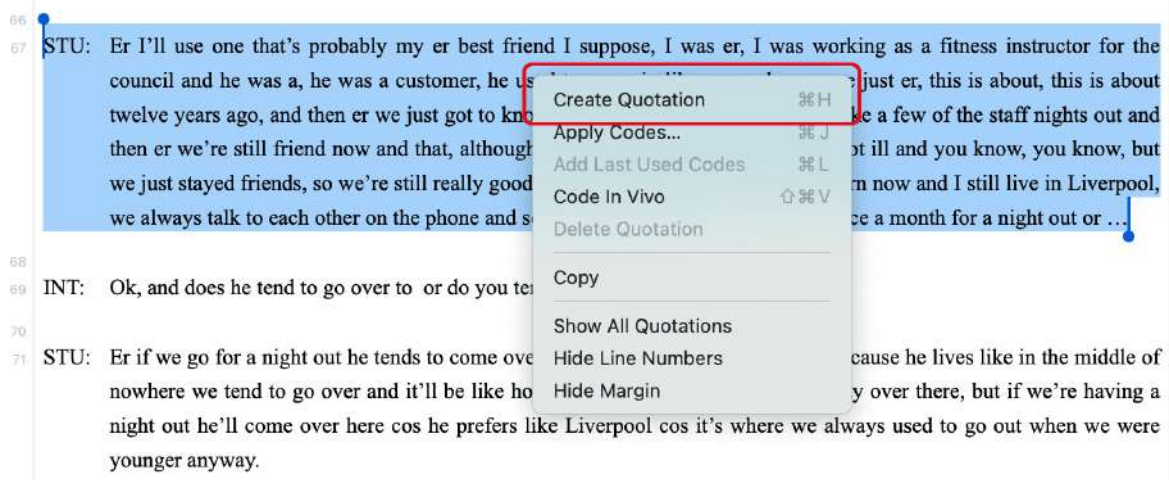 66
67 STU: Er I'll use one that's probably my er best friend I suppose, I was er, I was working as a fitness instructor for the
council and he was a, he was a customer, he just er, this is about, this is about
Create Quotation ⌘H
twelve years ago, and then er we just got to a few of the staff nights out and
Apply Codes... ⌘J
then er we're still friend now and that, ill and you know, you know, but
Add Last Used Codes ⌘L
we just stayed friends, so we're still really good now and I still live in Liverpool,
Code In Vivo ⇧⌘V
we always talk to each other on the phone and a month for a night out or …
Delete Quotation
68
69 INT: Ok, and does he tend to go over to or do you
Copy
70
Show All Quotations
71 STU: Er if we go for a night out he tends to come he lives like in the middle of
Hide Line Numbers
nowhere we tend to go over and it'll be like over there, but if we're having a
Hide Margin
night out he'll come over here cos he prefers like Liverpool cos it's where we always used to go out when we were
younger anyway.